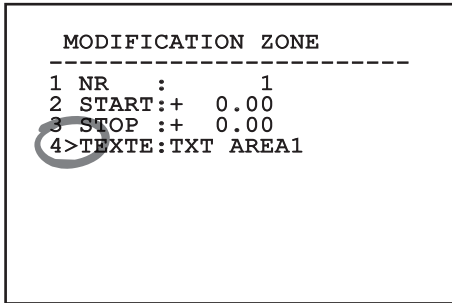 MODIFICATION ZONE
------------------------
1 NR    :      1
2 START:+  0.00
3 STOP :+  0.00
4>TEXTE:TXT AREA1